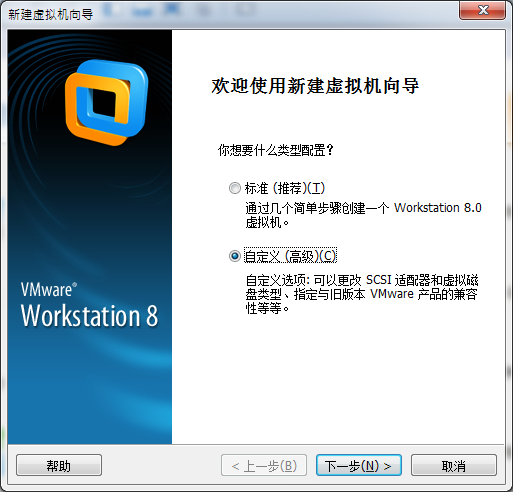 新建虚拟机向导
欢迎使用新建虚拟机向导
你想要什么类型配置？
标准 (推荐)(T)
通过几个简单步骤创建一个 Workstation 8.0
虚拟机。
自定义 (高级)(C)
自定义选项: 可以更改 SCSI 适配器和虚拟磁
盘类型、指定与旧版本 VMware 产品的兼容
性等等。
VMware®
Workstation 8
帮助
< 上一步(B)
下一步(N) >
取消